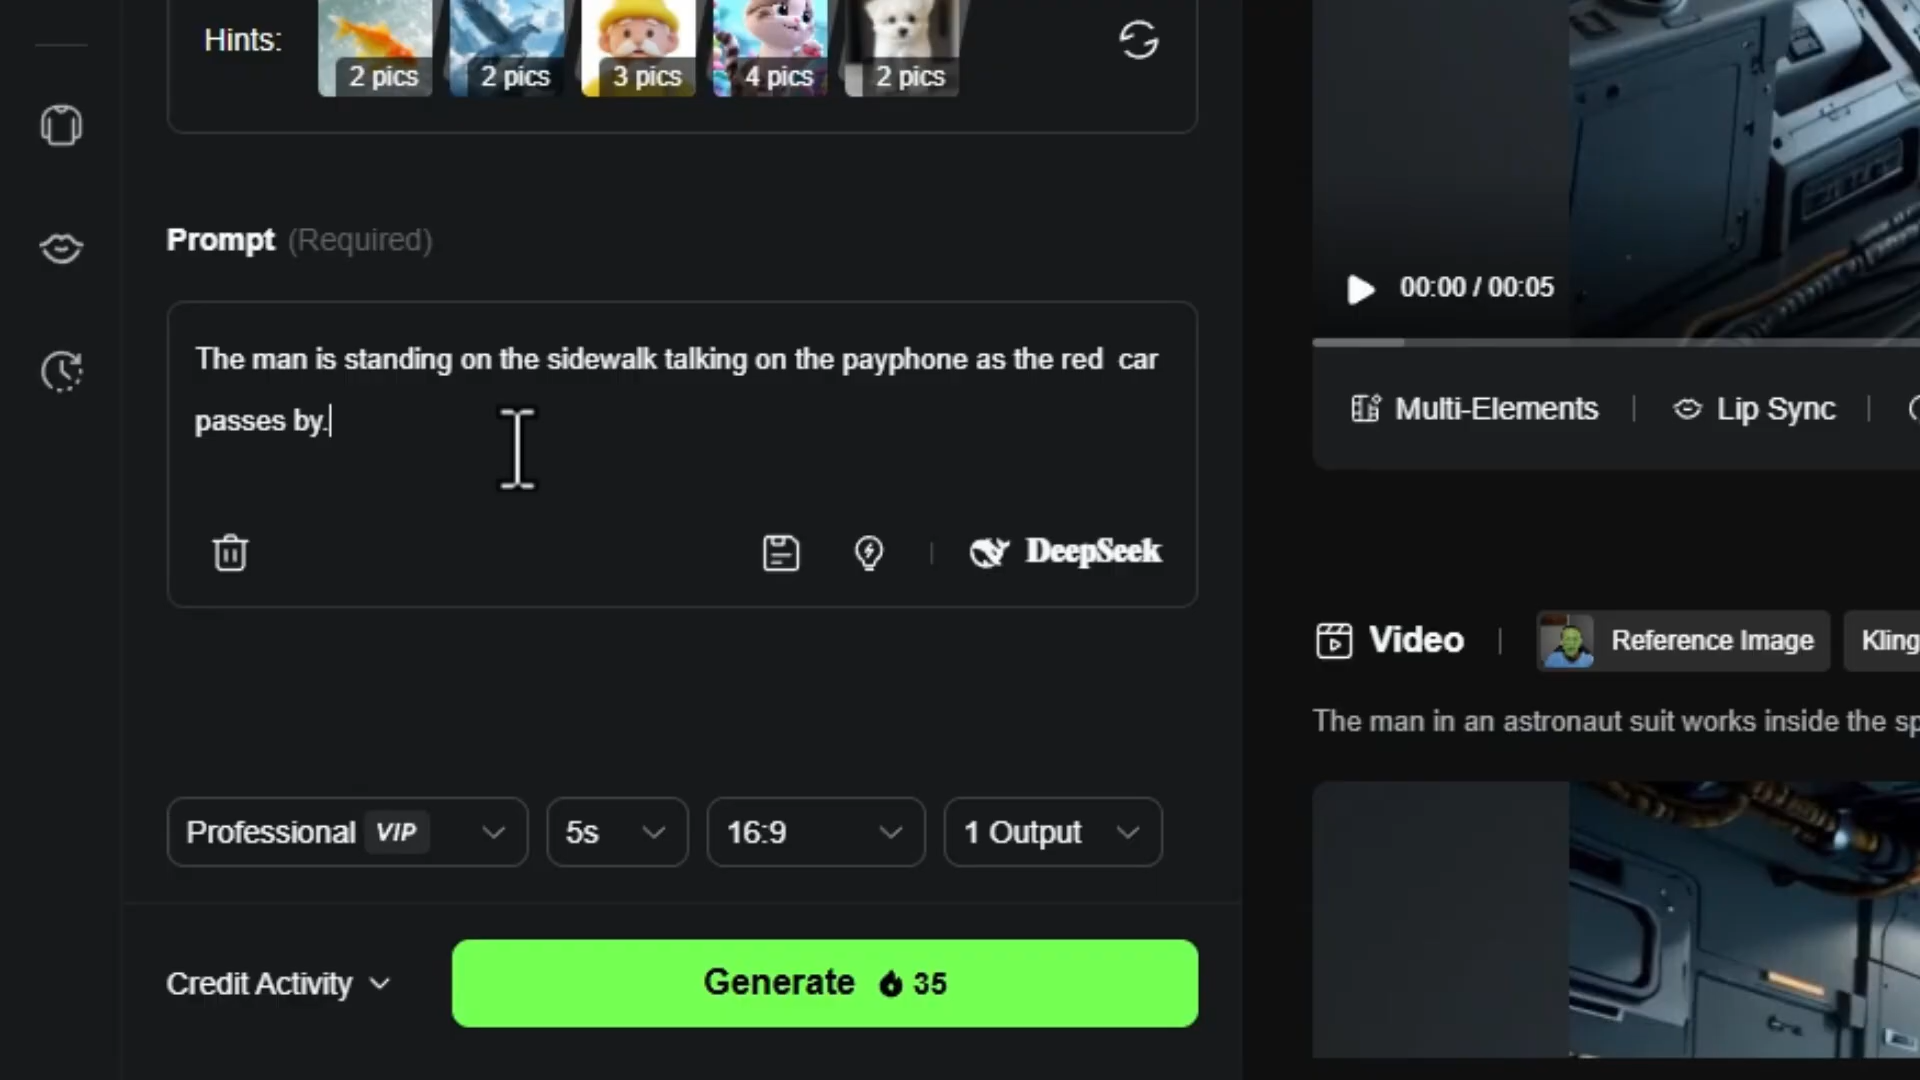 Hints:
2 pics
2 pics
3 pics
4 pics
2 pics
Prompt (Required)
The man is standing on the sidewalk talking on the payphone as the red  car
passes by.
DeepSeek
Professional VIP
5s
16:9
1 Output
Credit Activity
Generate 35
00:00 / 00:05
Multi-Elements
Lip Sync
Video
Reference Image
Kling
The man in an astronaut suit works inside the sp